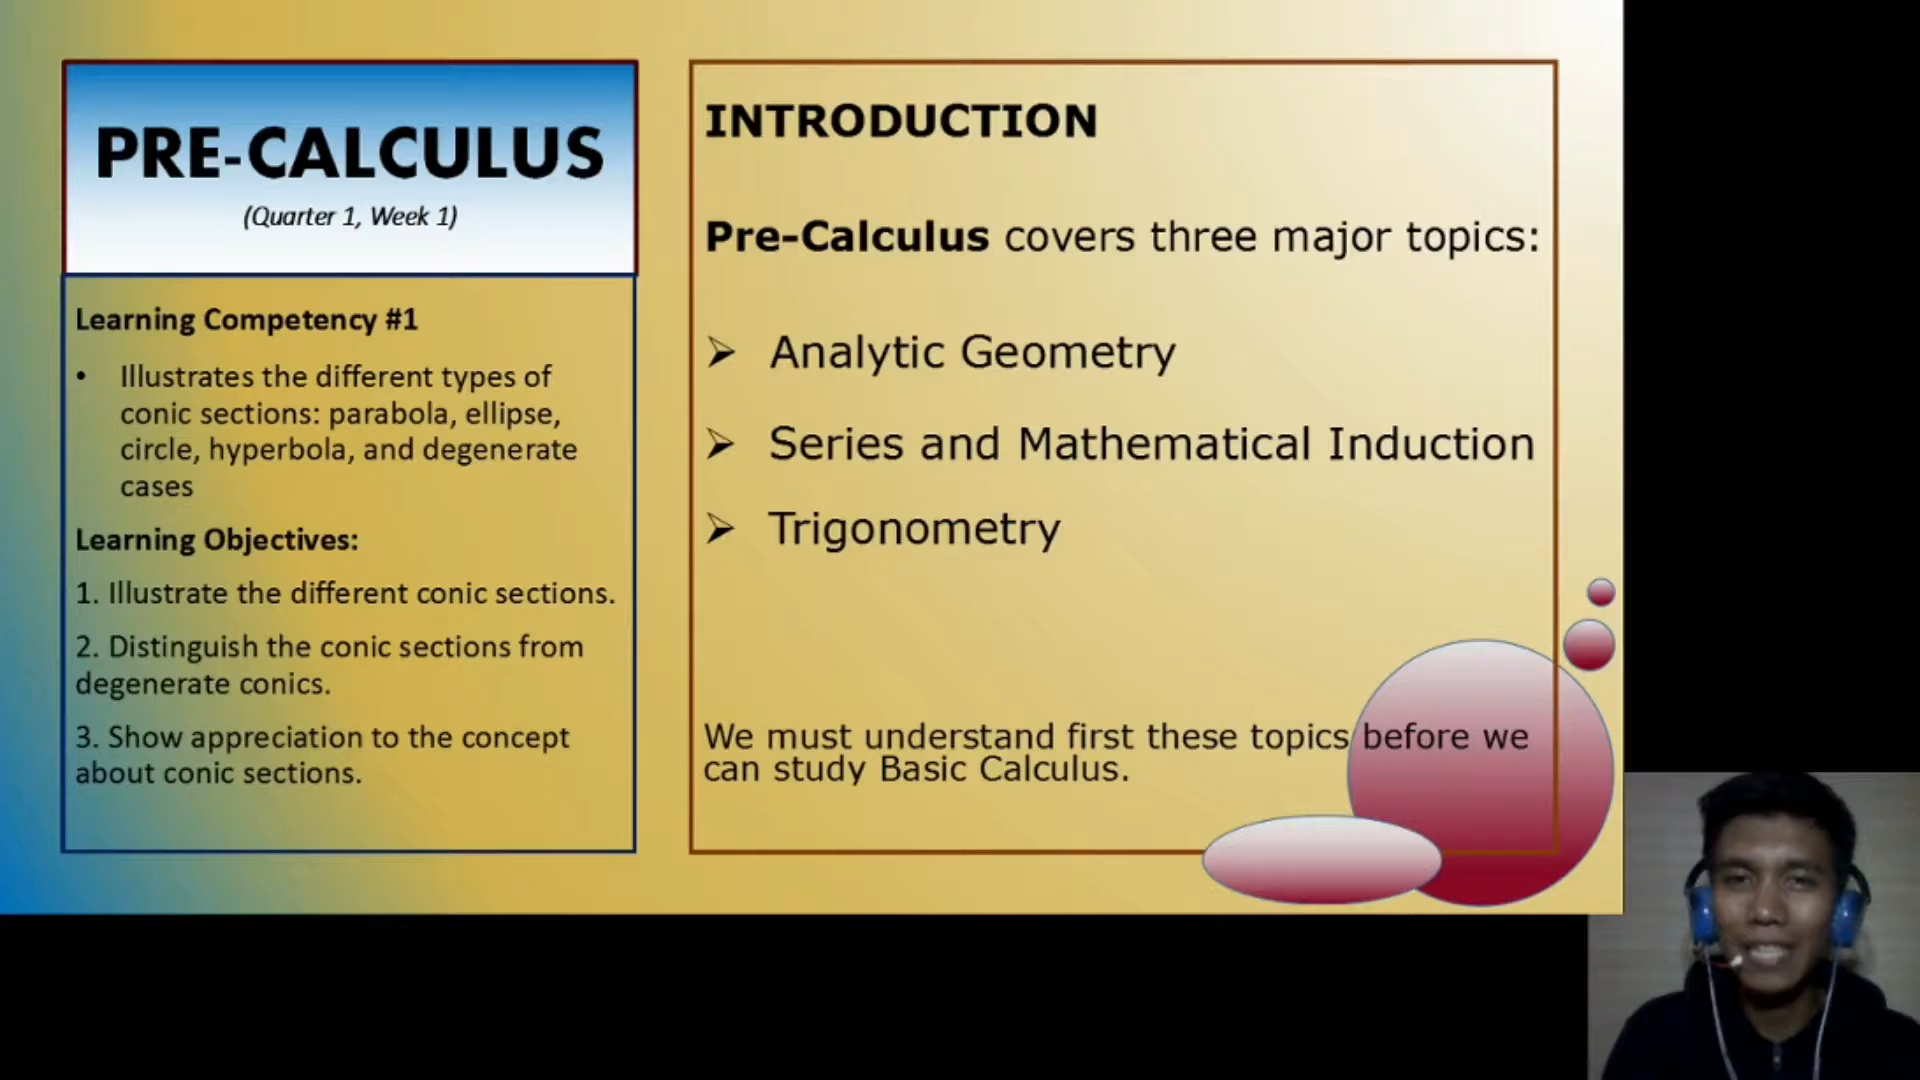 PRE-CALCULUS
(Quarter 1, Week 1)
Learning Competency #1
• Illustrates the different types of
conic sections: parabola, ellipse,
circle, hyperbola, and degenerate
cases
Learning Objectives:
1. Illustrate the different conic sections.
2. Distinguish the conic sections from
degenerate conics.
3. Show appreciation to the concept
about conic sections.
INTRODUCTION
Pre-Calculus covers three major topics:
➢ Analytic Geometry
➢ Series and Mathematical Induction
➢ Trigonometry
We must understand first these topics before we
can study Basic Calculus.